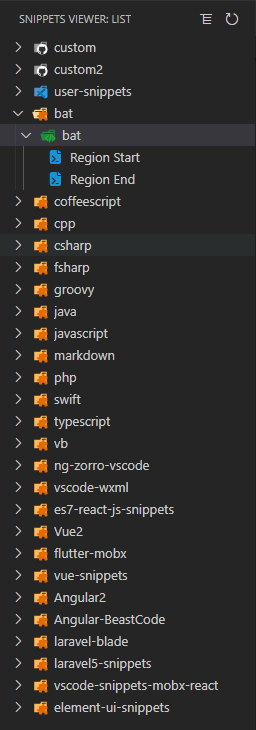 SNIPPETS VIEWER: LIST
custom
custom2
user-snippets
bat
bat
Region Start
Region End
coffeescript
cpp
csharp
fsharp
groovy
java
javascript
markdown
php
swift
typescript
vb
ng-zorro-vscode
vscode-wxml
es7-react-js-snippets
Vue2
flutter-mobx
vue-snippets
Angular2
Angular-BeastCode
laravel-blade
laravel5-snippets
vscode-snippets-mobx-react
element-ui-snippets